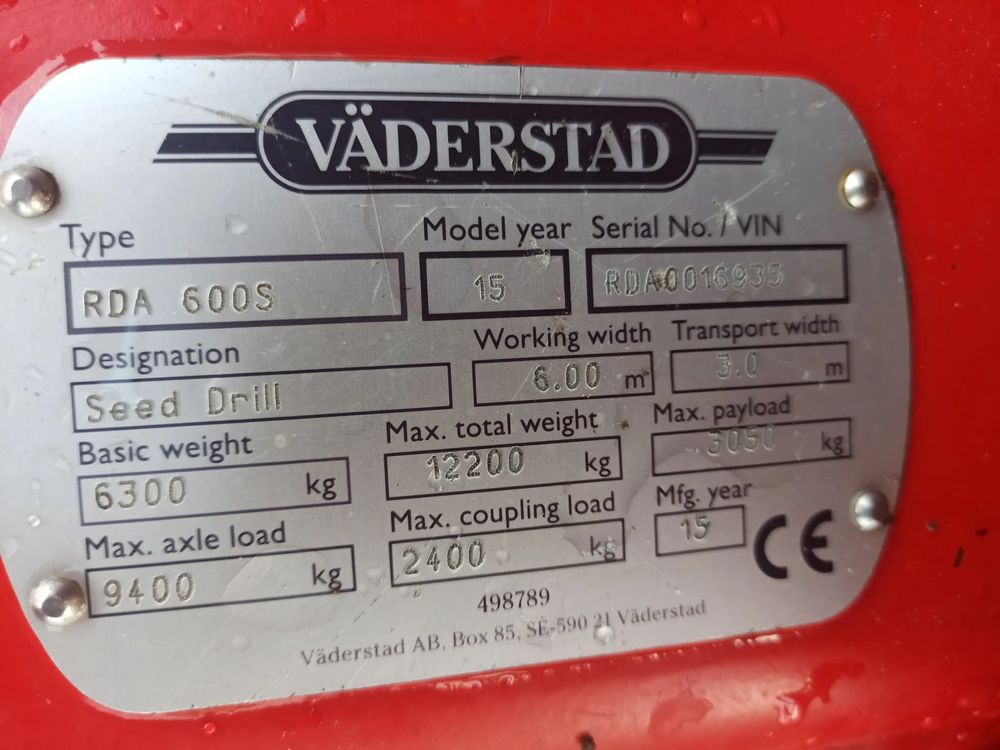 VÄDERSTAD
Type Model year Serial No. / VIN
RDA 600S 15 RDA0016935
Designation Working width Transport width
Seed Drill 6.00 m 3.0 m
Basic weight Max. total weight Max. payload
6300 kg 12200 kg 3050 kg
Max. axle load Max. coupling load Mfg. year
9400 kg 2400 kg 15 CE
498789
Väderstad AB, Box 85, SE-590 21 Väderstad